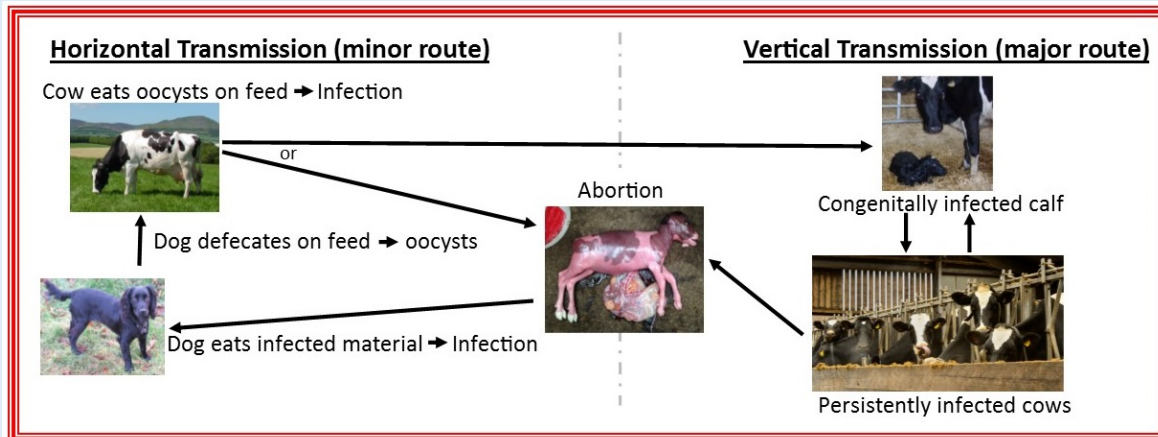 Horizontal Transmission (minor route)
Cow eats oocysts on feed ➔ Infection
or
Dog defecates on feed ➔ oocysts
Dog eats infected material ➔ Infection
Abortion
Vertical Transmission (major route)
Congenitally infected calf
Persistently infected cows